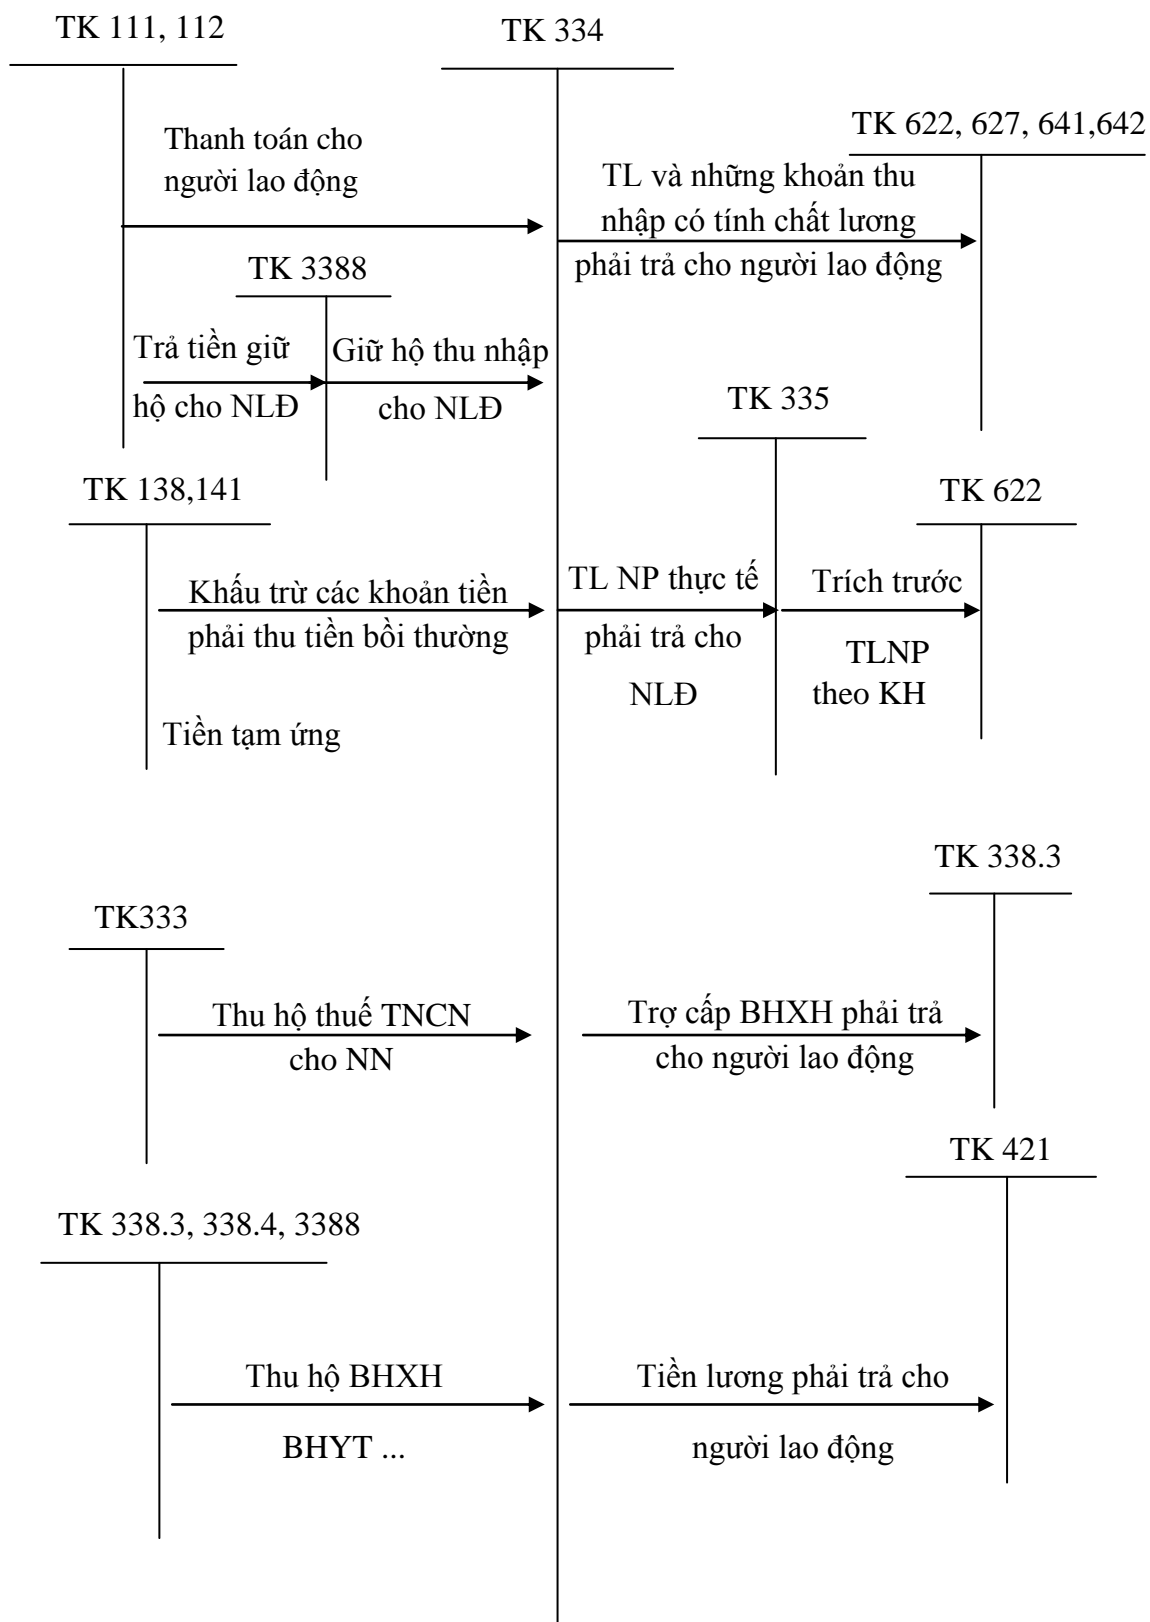 TK 111, 112
TK 334
TK 622, 627, 641,642
Thanh toán cho
người lao động
TL và những khoản thu
nhập có tính chất lương
phải trả cho người lao động
TK 3388
Trả tiền giữ
hộ cho NLĐ
Giữ hộ thu nhập
cho NLĐ
TK 335
TK 138,141
TK 622
Khấu trừ các khoản tiền
phải thu tiền bồi thường
Tiền tạm ứng
TL NP thực tế
phải trả cho
NLĐ
Trích trước
TLNP
theo KH
TK 338.3
TK333
Thu hộ thuế TNCN
cho NN
Trợ cấp BHXH phải trả
cho người lao động
TK 421
TK 338.3, 338.4, 3388
Thu hộ BHXH
BHYT ...
Tiền lương phải trả cho
người lao động